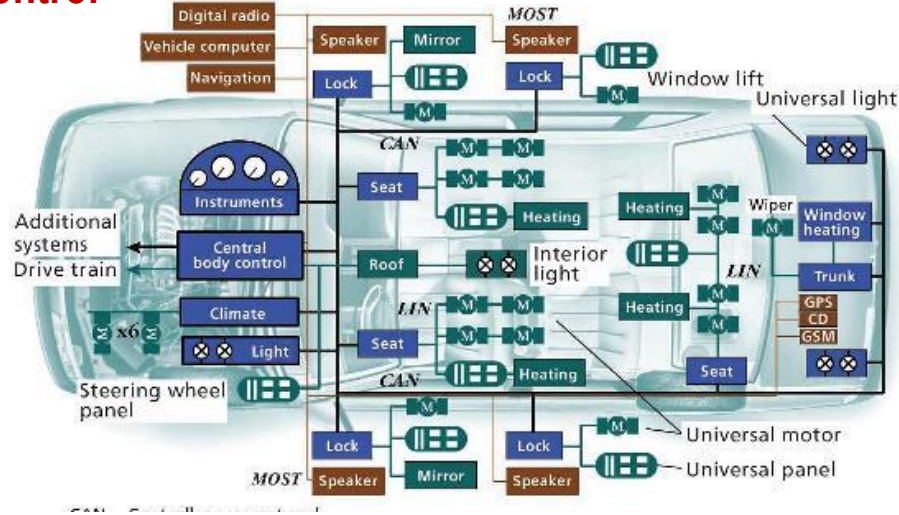 Digital radio
MOST
Vehicle computer
Speaker
Mirror
Speaker
Navigation
Lock
Lock
Window lift
M
M
Universal light
CAN
M
M
Seat
M
M
Instruments
Heating
Heating
M
M
Wiper
M
Window
heating
Additional
systems
Drive train
Central
body control
Roof
Interior
light
LIN
Trunk
Climate
LIN
M
M
Heating
M
M
GPS
CD
GSM
M
x6
M
Light
Seat
M
M
CAN
Heating
Seat
Steering wheel
panel
M
M
Lock
Lock
Universal motor
Mirror
Universal panel
MOST
Speaker
Speaker